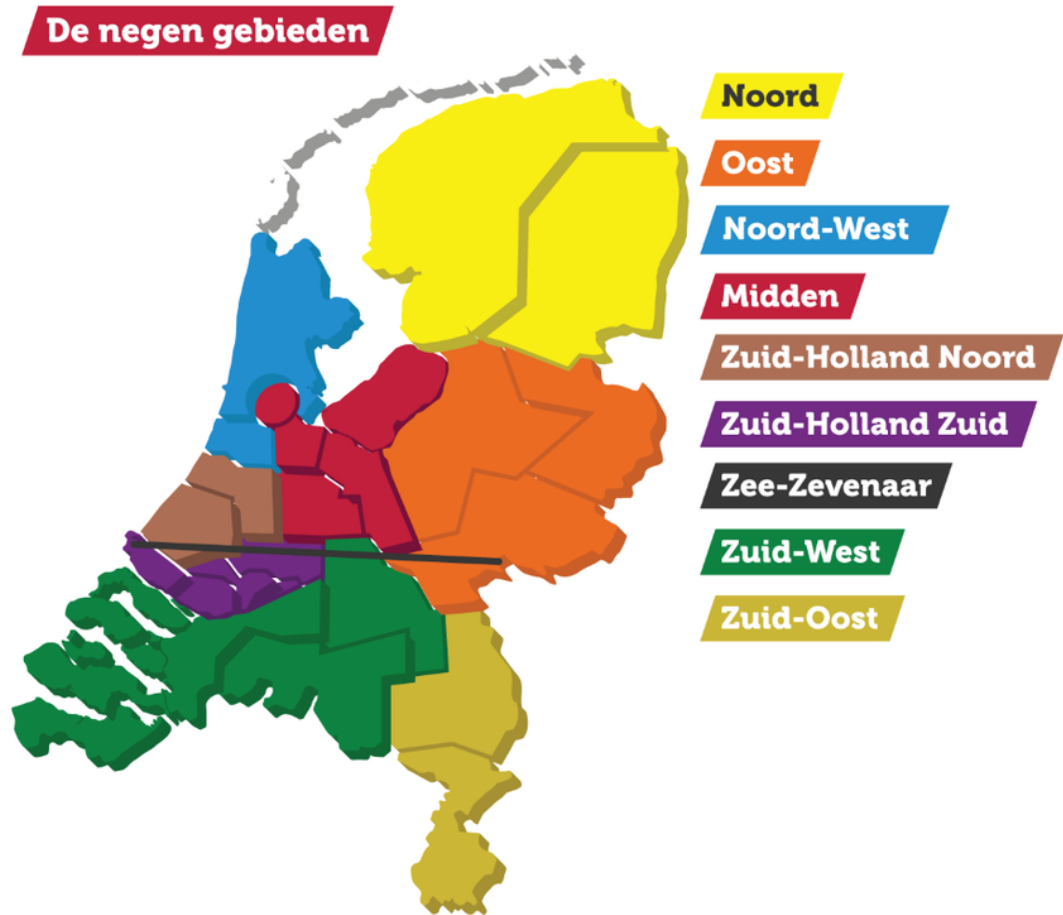 De negen gebieden
Noord
Oost
Noord-West
Midden
Zuid-Holland Noord
Zuid-Holland Zuid
Zee-Zevenaar
Zuid-West
Zuid-Oost